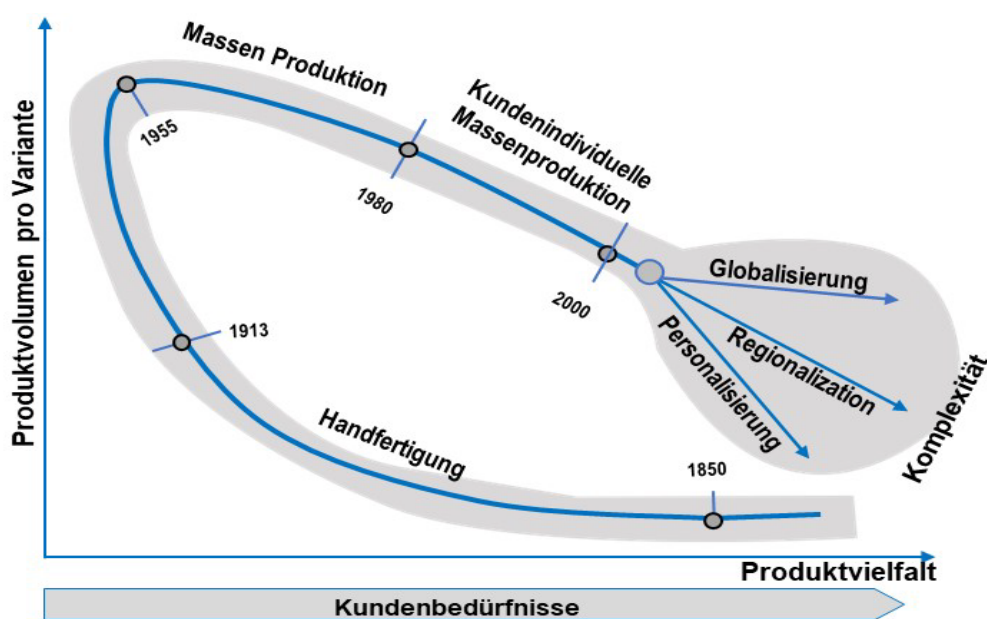 Massen Produktion
Kundenindividuelle
Massenproduktion
Produktvolumen pro Variante
1955
1980
2000
Globalisierung
Regionalization
Personalisierung
Komplexität
1913
Handfertigung
1850
Produktvielfalt
Kundenbedürfnisse